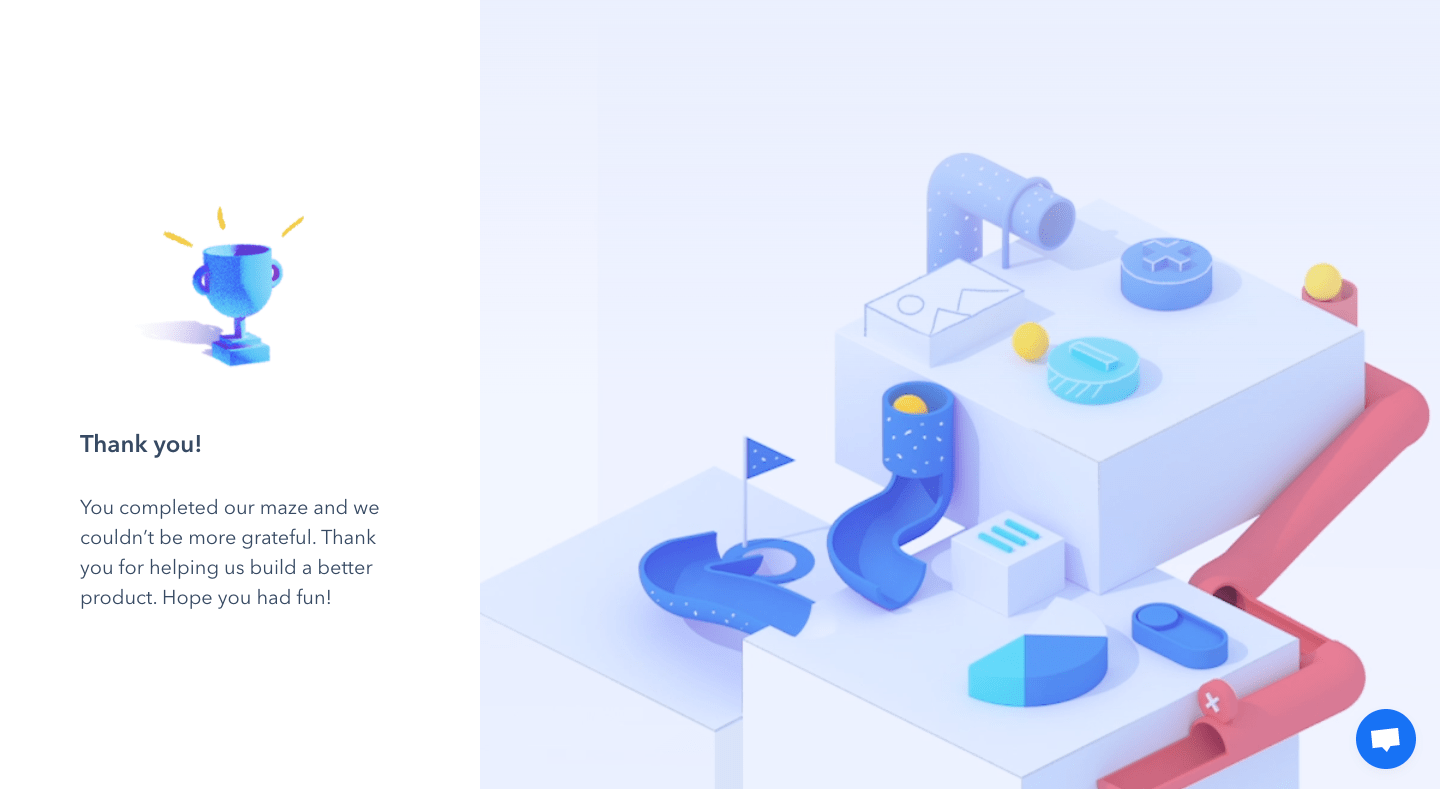 Thank you!
You completed our maze and we
couldn’t be more grateful. Thank
you for helping us build a better
product. Hope you had fun!